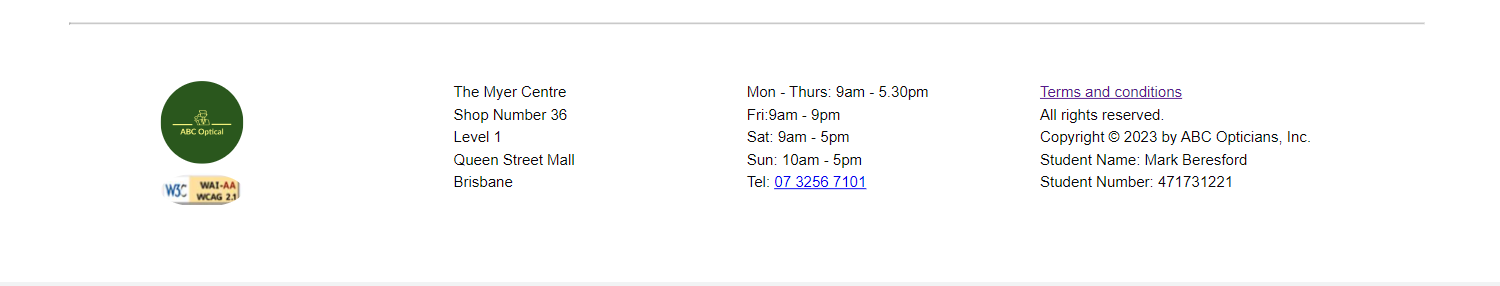 ABC Optical
W3C WAI-AA
WCAG 2.1
The Myer Centre
Shop Number 36
Level 1
Queen Street Mall
Brisbane
Mon - Thurs: 9am - 5.30pm
Fri:9am - 9pm
Sat: 9am - 5pm
Sun: 10am - 5pm
Tel: 07 3256 7101
Terms and conditions
All rights reserved.
Copyright © 2023 by ABC Opticians, Inc.
Student Name: Mark Beresford
Student Number: 471731221